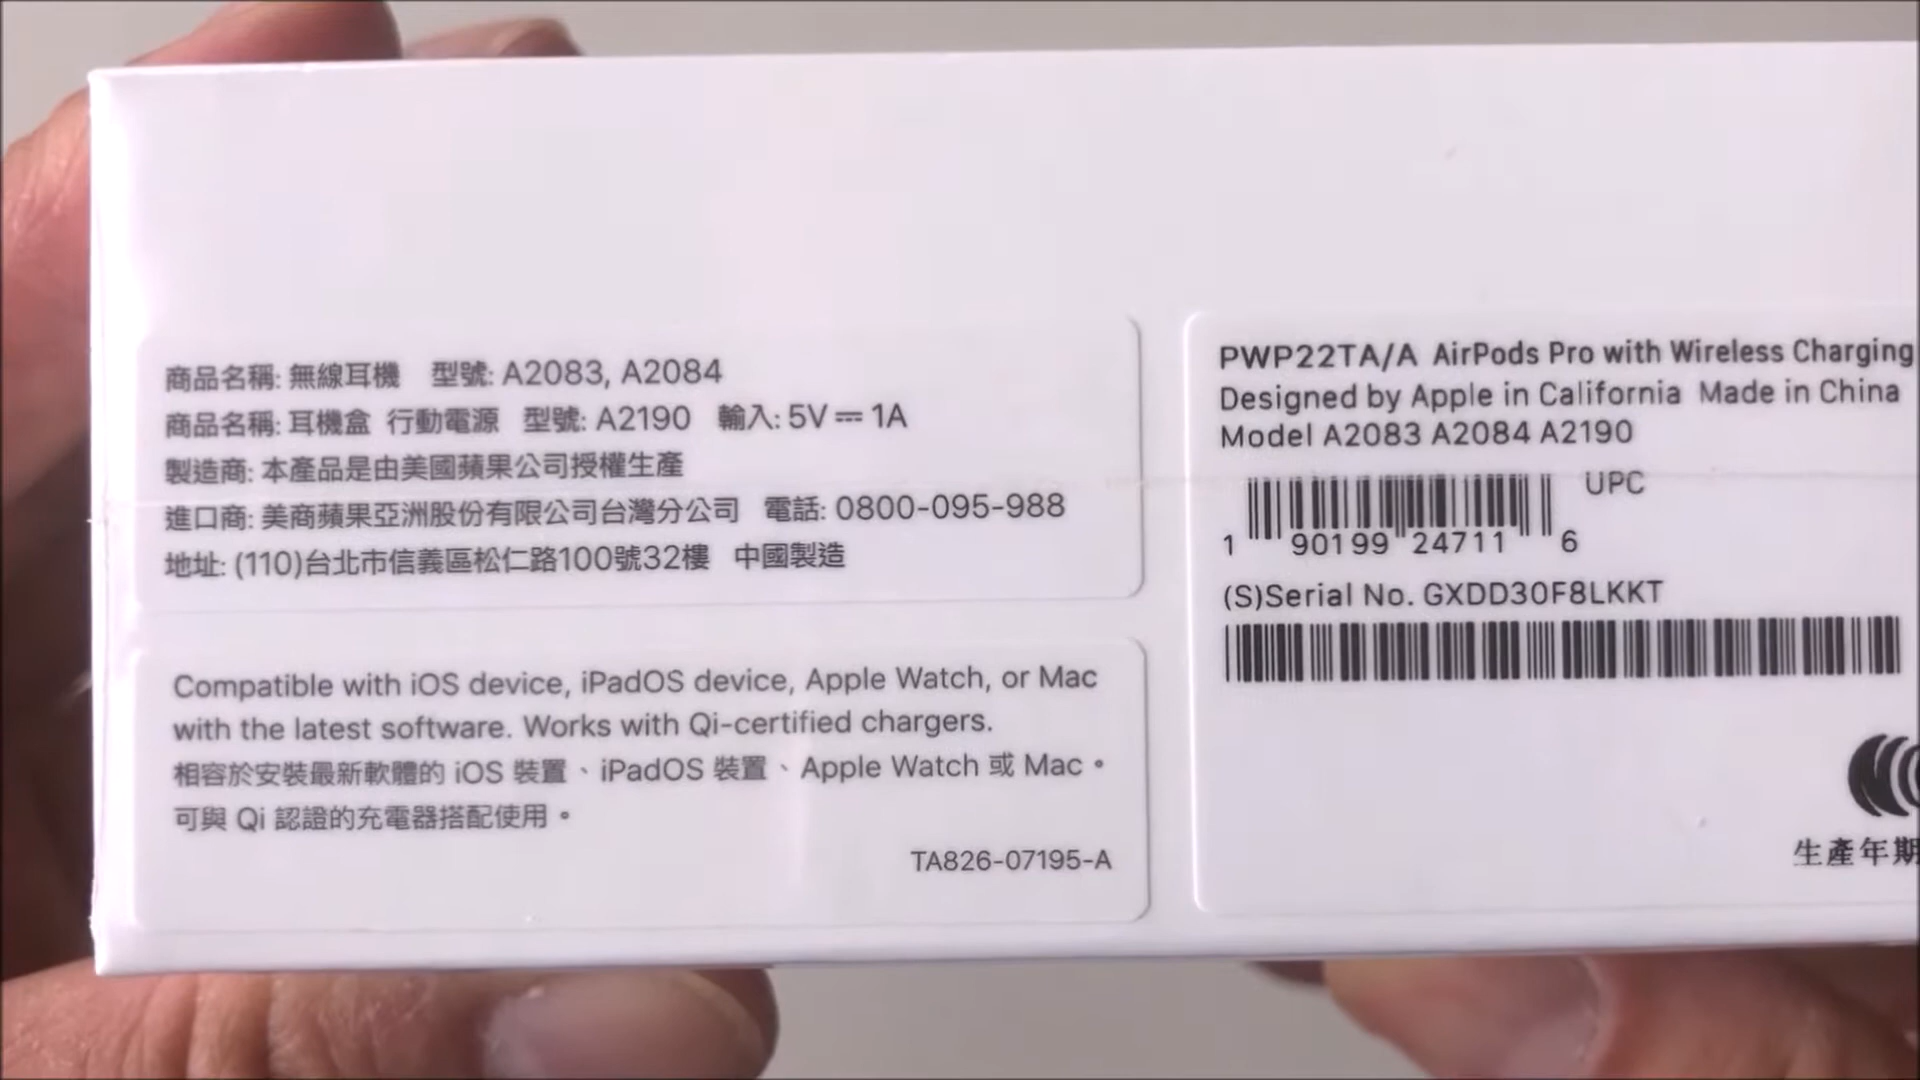 商品名稱: 無線耳機 型號: A2083, A2084
商品名稱: 耳機盒 行動電源 型號: A2190 輸入: 5V⎓1A
製造商: 本產品是由美國蘋果公司授權生產
進口商: 美商蘋果亞洲股份有限公司台灣分公司 電話: 0800-095-988
地址: (110)台北市信義區松仁路100號32樓 中國製造
Compatible with iOS device, iPadOS device, Apple Watch, or Mac
with the latest software. Works with Qi-certified chargers.
相容於安裝最新軟體的 iOS 裝置、iPadOS 裝置、Apple Watch 或 Mac。
可與 Qi 認證的充電器搭配使用。
TA826-07195-A
PWP22TA/A AirPods Pro with Wireless Charging
Designed by Apple in California Made in China
Model A2083 A2084 A2190
UPC
1 90199 24711 6
(S)Serial No. GXDD30F8LKKT
生產年期